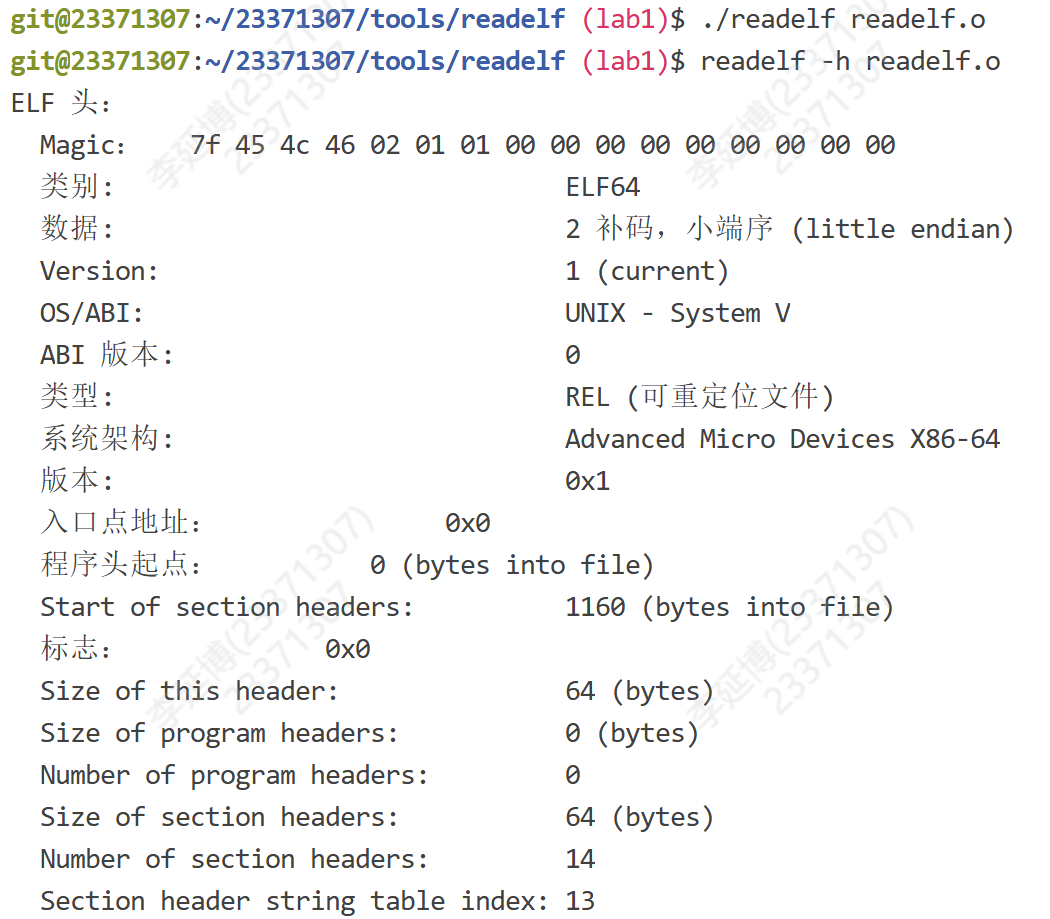 git@23371307:~/23371307/tools/readelf (lab1)$ ./readelf readelf.o
git@23371307:~/23371307/tools/readelf (lab1)$ readelf -h readelf.o
ELF 头:
  Magic:    7f 45 4c 46 02 01 01 00 00 00 00 00 00 00 00 00
  类别:                              ELF64
  数据:                              2 补码，小端序 (little endian)
  Version:                           1 (current)
  OS/ABI:                            UNIX - System V
  ABI 版本:                          0
  类型:                              REL (可重定位文件)
  系统架构:                          Advanced Micro Devices X86-64
  版本:                              0x1
  入口点地址:                0x0
  程序头起点:           0 (bytes into file)
  Start of section headers:          1160 (bytes into file)
  标志:              0x0
  Size of this header:               64 (bytes)
  Size of program headers:           0 (bytes)
  Number of program headers:         0
  Size of section headers:           64 (bytes)
  Number of section headers:         14
  Section header string table index: 13
李延博(23371307)
23371307
李延博(23371307)
23371307
李延博(23371307)
23371307
李延博(23371307)
23371307